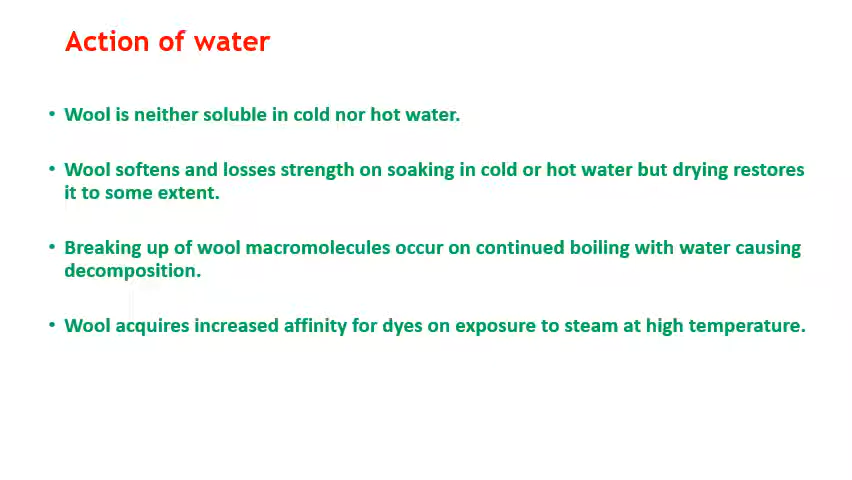 Action of water
• Wool is neither soluble in cold nor hot water.
• Wool softens and losses strength on soaking in cold or hot water but drying restores
it to some extent.
• Breaking up of wool macromolecules occur on continued boiling with water causing
decomposition.
• Wool acquires increased affinity for dyes on exposure to steam at high temperature.